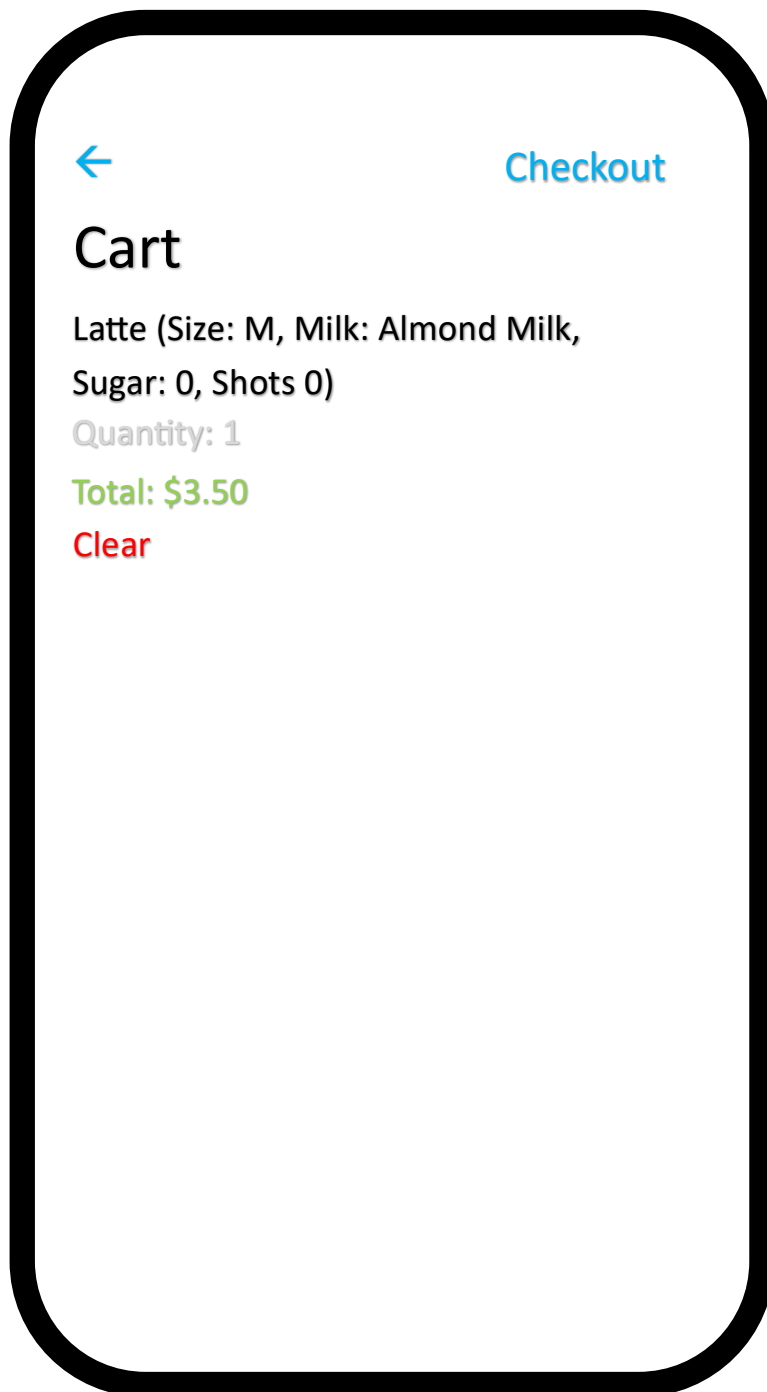 ← Checkout
Cart
Latte (Size: M, Milk: Almond Milk,
Sugar: 0, Shots 0)
Quantity: 1
Total: $3.50
Clear